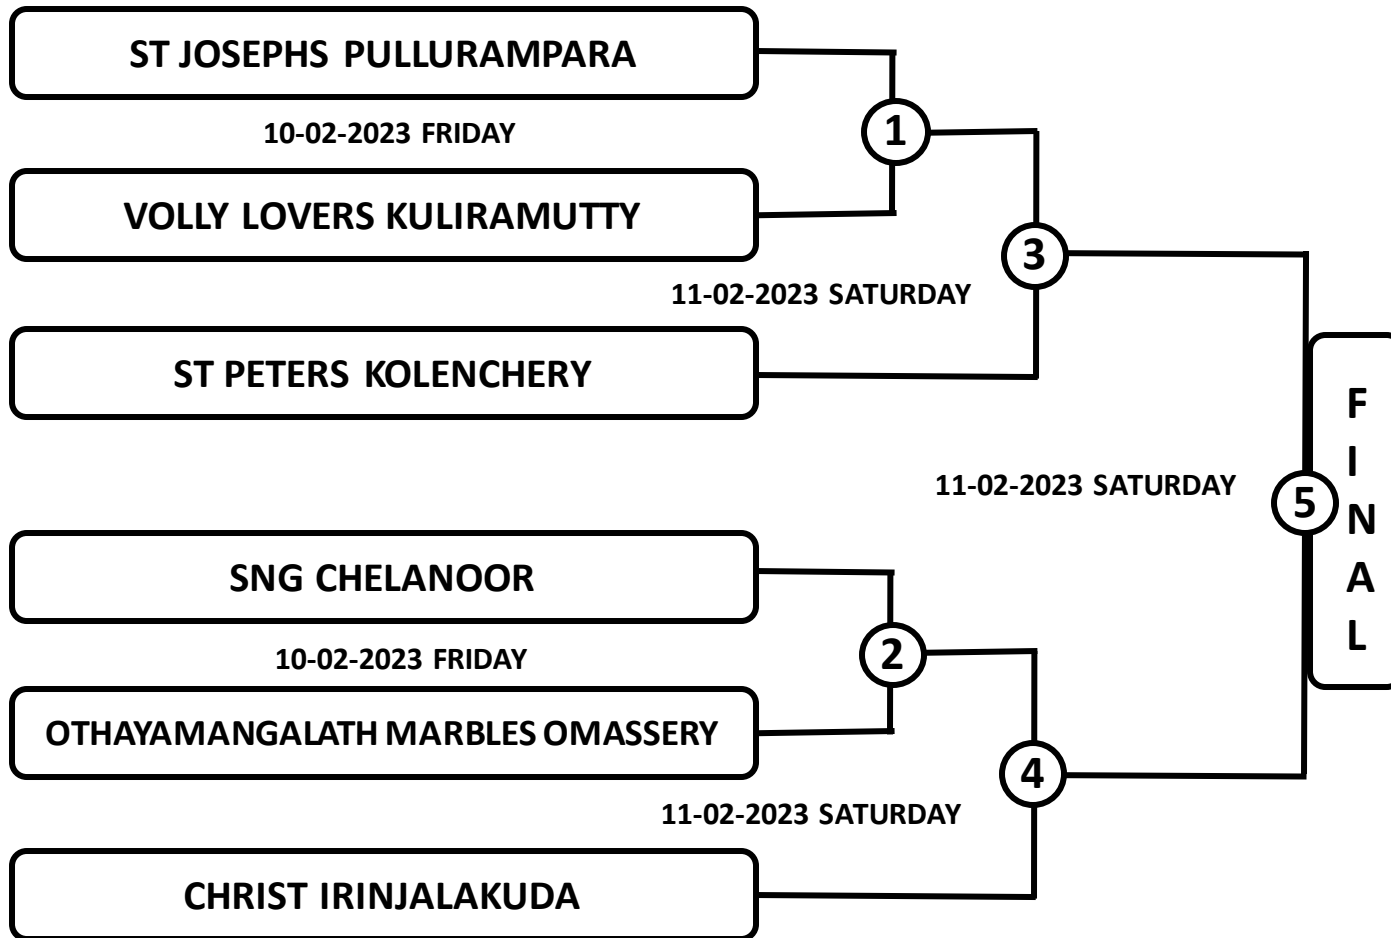 ST JOSEPHS PULLURAMPARA
10-02-2023 FRIDAY
1
VOLLY LOVERS KULIRAMUTTY
3
11-02-2023 SATURDAY
ST PETERS KOLENCHERY
11-02-2023 SATURDAY
5
F
I
N
A
L
SNG CHELANOOR
10-02-2023 FRIDAY
2
OTHAYAMANGALATH MARBLES OMASSERY
4
11-02-2023 SATURDAY
CHRIST IRINJALAKUDA